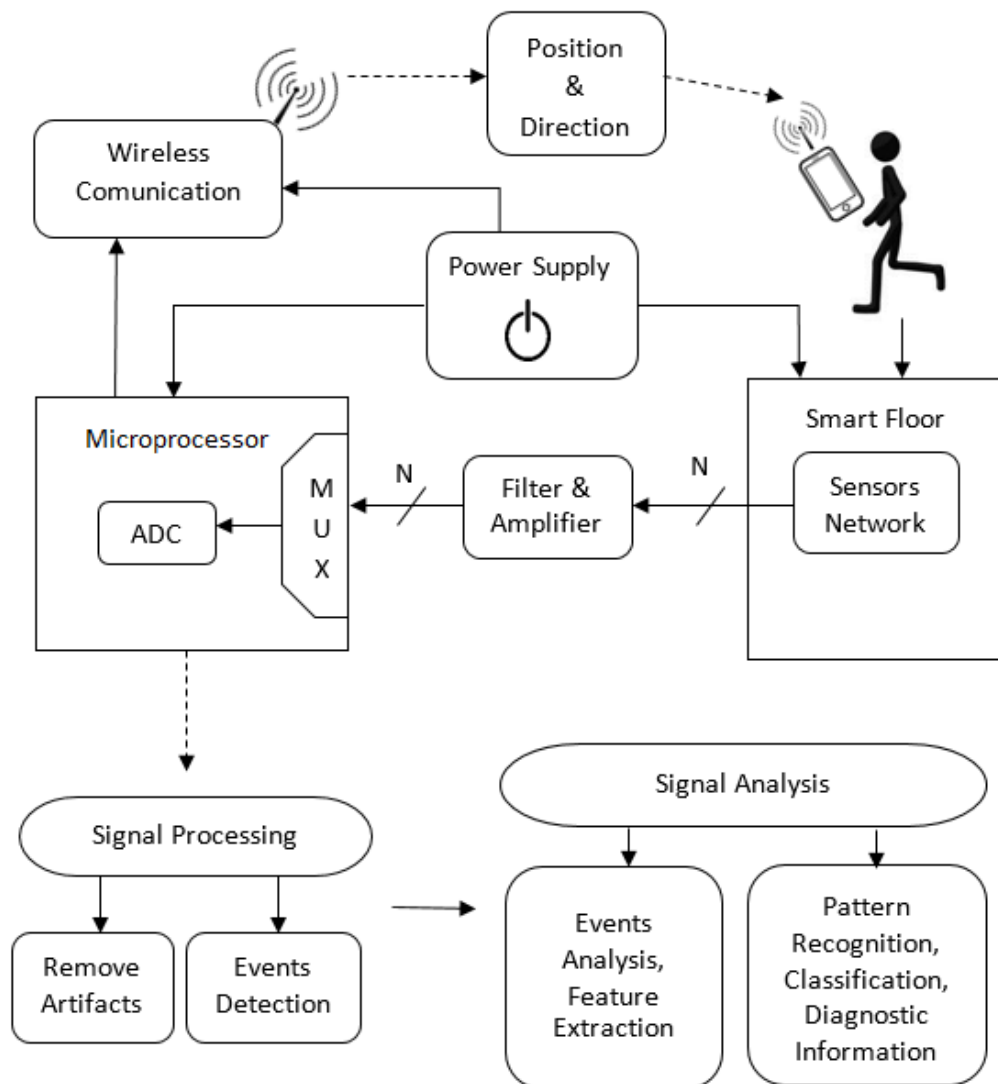 Position
&
Direction
Wireless
Comunication
Power Supply
Microprocessor
M
U
X
ADC
N
Filter &
Amplifier
N
Smart Floor
Sensors
Network
Signal Processing
Remove
Artifacts
Events
Detection
Signal Analysis
Events
Analysis,
Feature
Extraction
Pattern
Recognition,
Classification,
Diagnostic
Information